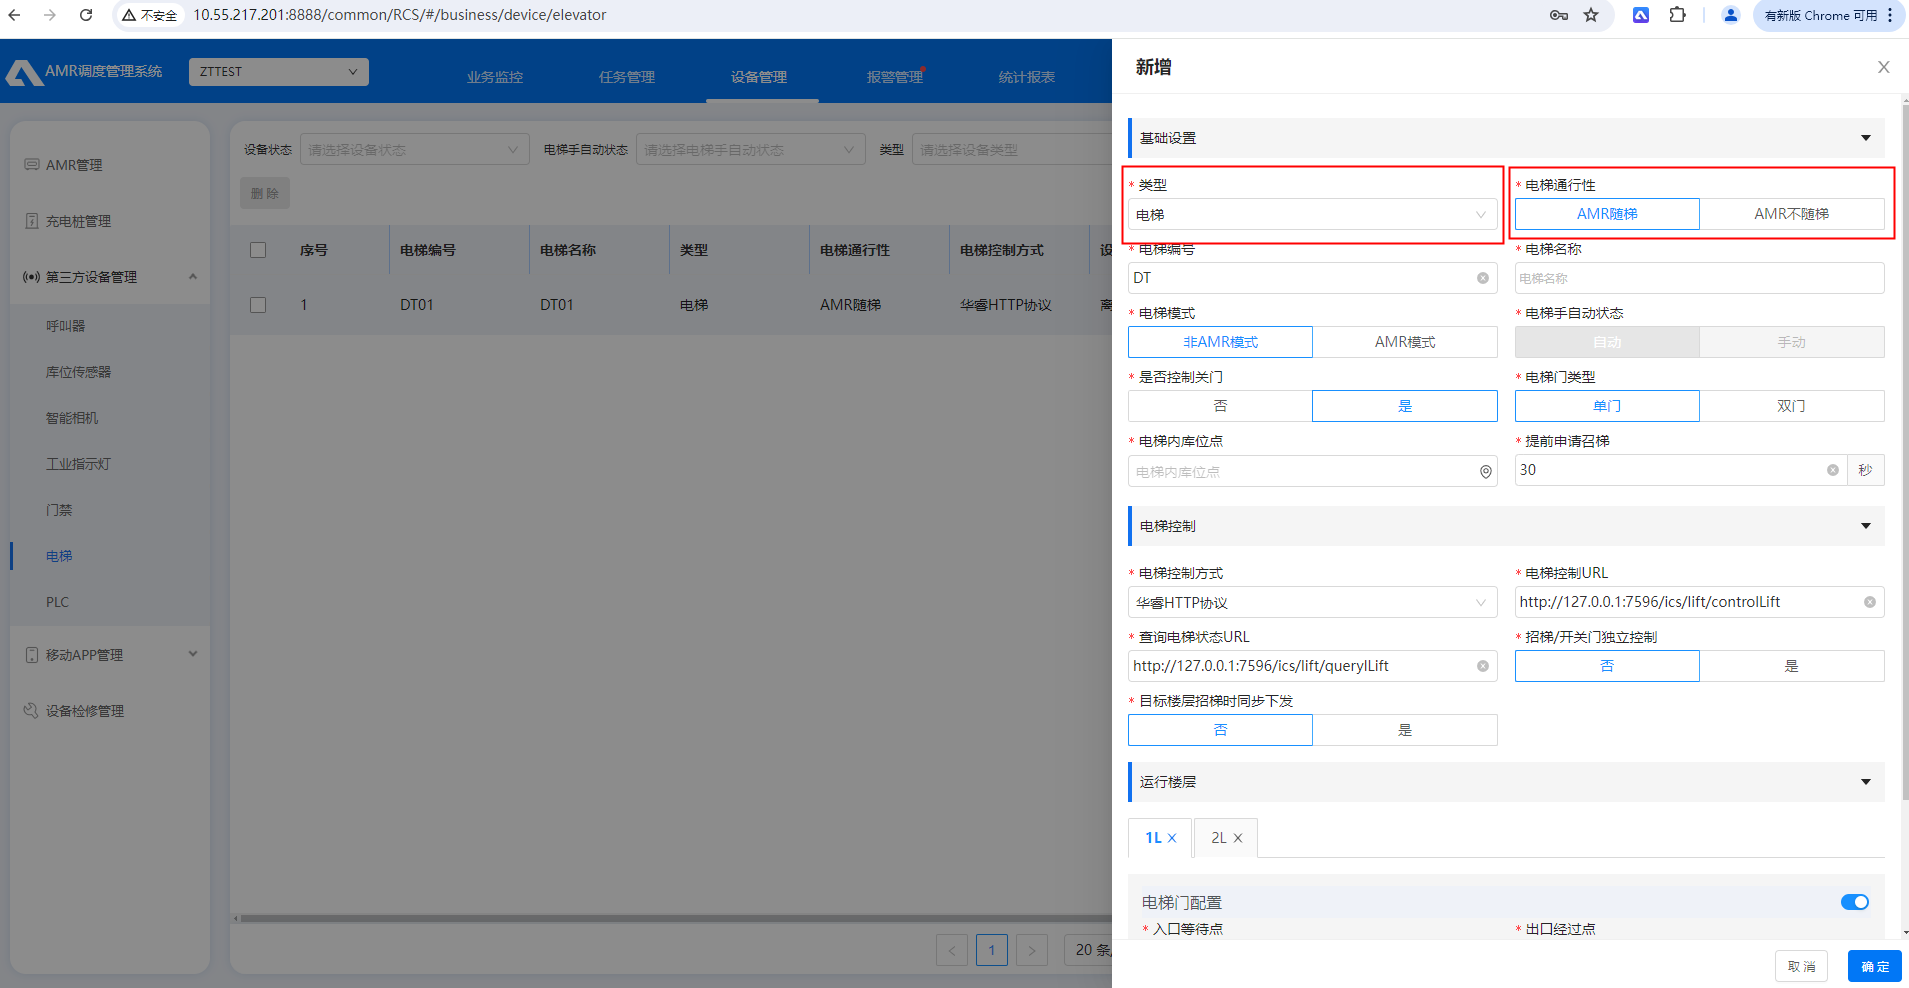 不安全
10.55.217.201:8888/common/RCS/#/business/device/elevator
有新版 Chrome 可用
AMR调度管理系统
ZTTEST
业务监控
任务管理
设备管理
报警管理
统计报表
AMR管理
充电桩管理
第三方设备管理
呼叫器
库位传感器
智能相机
工业指示灯
门禁
电梯
PLC
移动APP管理
设备检修管理
设备状态
请选择设备状态
电梯手自动状态
请选择电梯手自动状态
类型
请选择设备类型
删 除
序号 电梯编号 电梯名称 类型 电梯通行性 电梯控制方式
1 DT01 DT01 电梯 AMR随梯 华睿HTTP协议
1
20 条
新增
基础设置
* 类型
电梯
* 电梯通行性
AMR随梯 AMR不随梯
* 电梯编号
DT
* 电梯名称
电梯名称
* 电梯模式
非AMR模式 AMR模式
* 电梯手自动状态
自动 手动
* 是否控制关门
否 是
* 电梯门类型
单门 双门
* 电梯内库位点
电梯内库位点
* 提前申请召梯
30 秒
电梯控制
* 电梯控制方式
华睿HTTP协议
* 电梯控制URL
http://127.0.0.1:7596/ics/lift/controlLift
* 查询电梯状态URL
http://127.0.0.1:7596/ics/lift/querylLift
* 招梯/开关门独立控制
否 是
* 目标楼层招梯时同步下发
否 是
运行楼层
1L 2L
电梯门配置
* 入口等待点
* 出口经过点
取 消
确 定